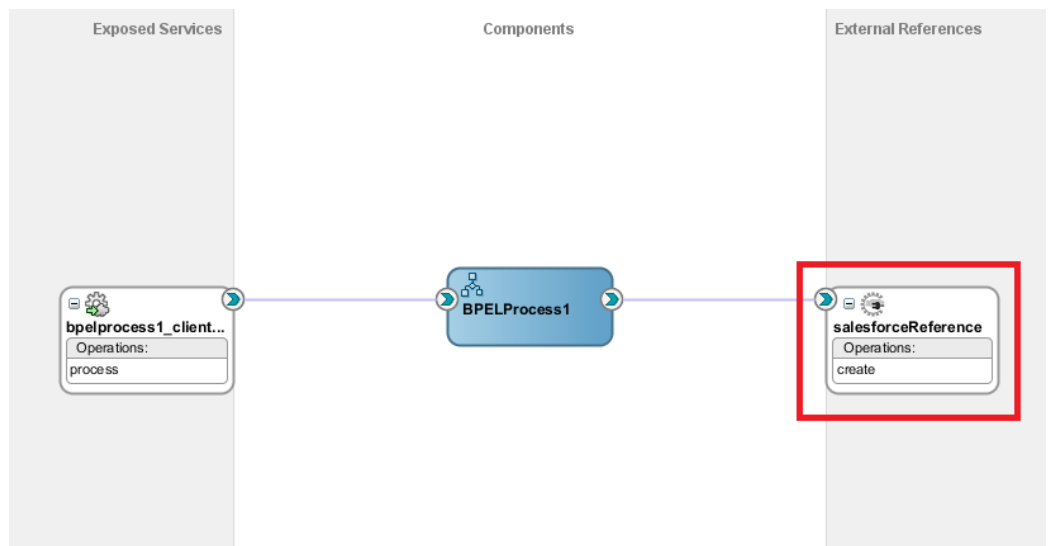 Exposed Services
Components
External References
bpelprocess1_client...
Operations:
process
BPELProcess1
salesforceReference
Operations:
create